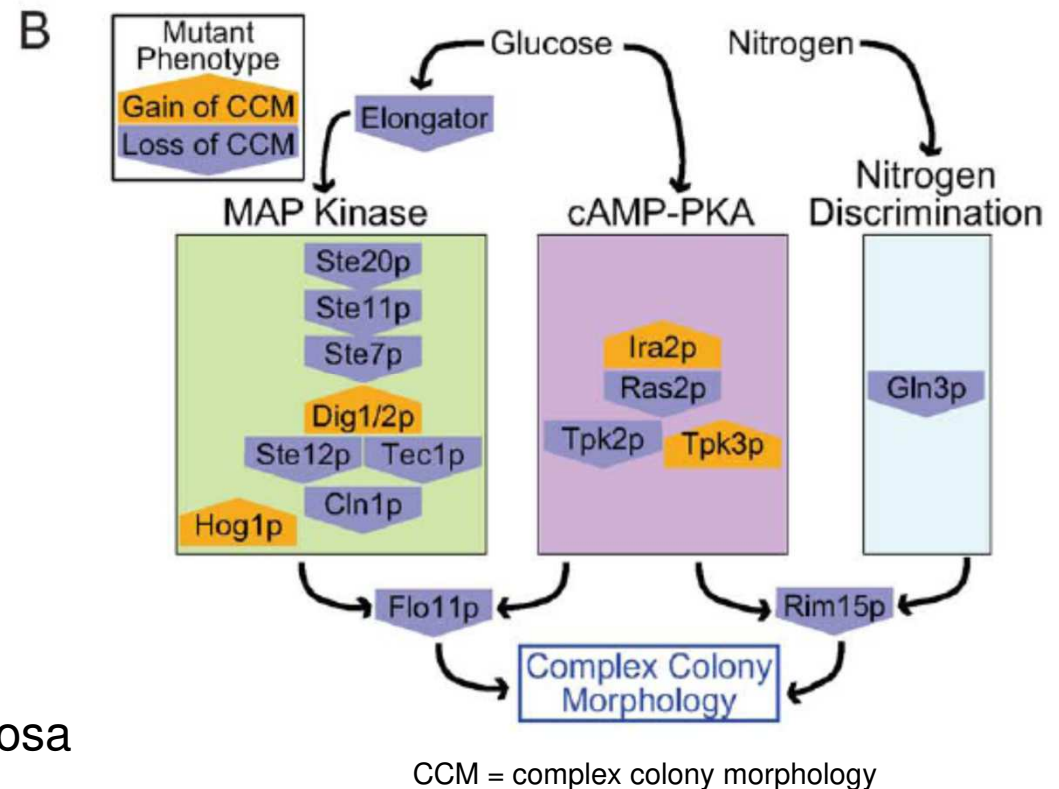 B
Mutant
Phenotype
Gain of CCM
Loss of CCM
Glucose
Nitrogen
Elongator
MAP Kinase
cAMP-PKA
Nitrogen
Discrimination
Ste20p
Ste11p
Ste7p
Dig1/2p
Ste12p
Tec1p
Cln1p
Hog1p
Ira2p
Ras2p
Tpk2p
Tpk3p
Gln3p
Flo11p
Rim15p
Complex Colony
Morphology
osa
CCM = complex colony morphology